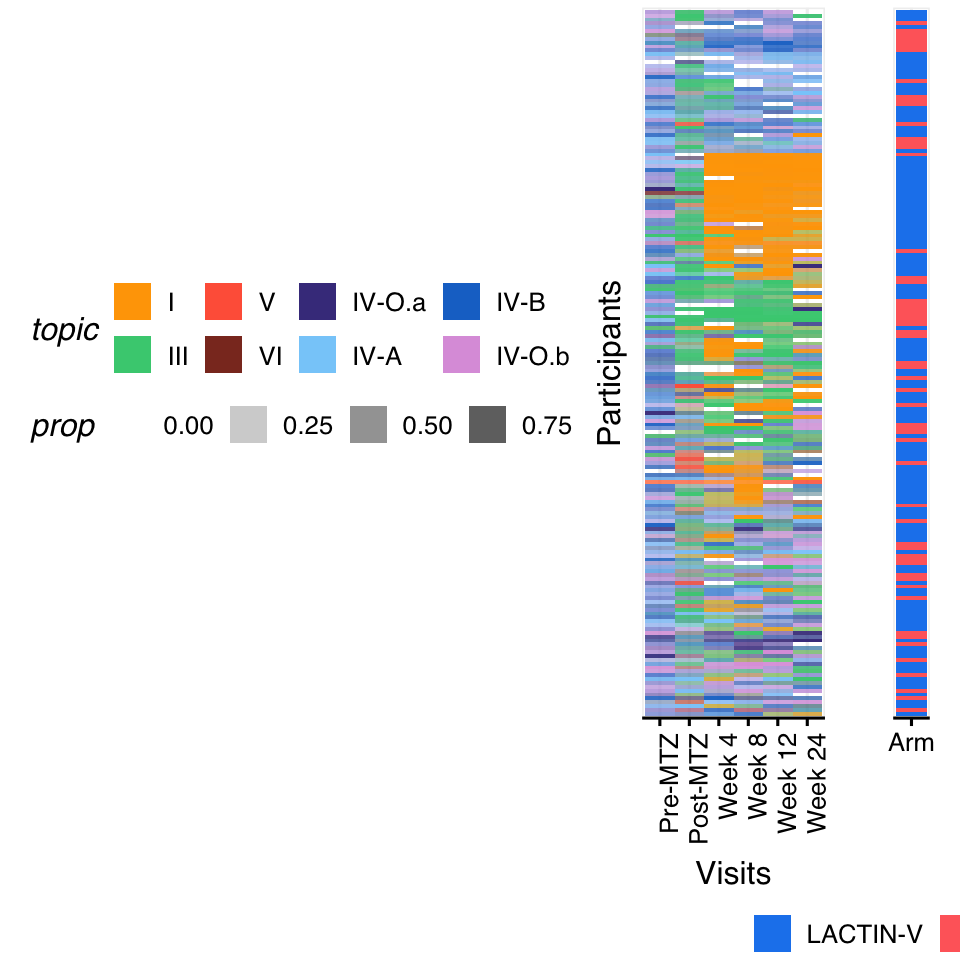 topic
I
V
IV-O.a
IV-B
III
VI
IV-A
IV-O.b
prop
0.00
0.25
0.50
0.75
Participants
Pre-MTZ
Post-MTZ
Week 4
Week 8
Week 12
Week 24
Visits
Arm
LACTIN-V